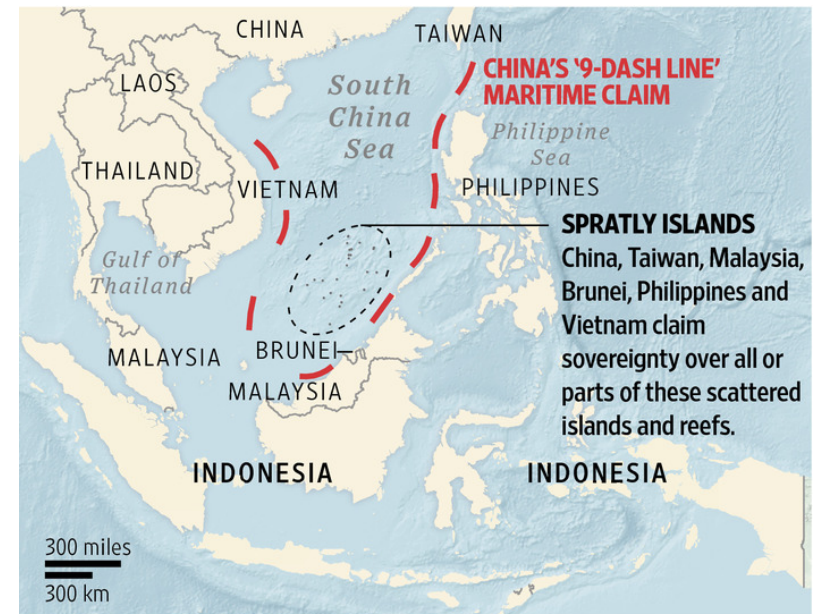 CHINA
TAIWAN
LAOS
South
China
Sea
CHINA'S '9-DASH LINE'
MARITIME CLAIM
Philippine
Sea
THAILAND
VIETNAM
PHILIPPINES
SPRATLY ISLANDS
China, Taiwan, Malaysia,
Brunei, Philippines and
Vietnam claim
sovereignty over all or
parts of these scattered
islands and reefs.
Gulf of
Thailand
MALAYSIA
BRUNEI
MALAYSIA
INDONESIA
INDONESIA
300 miles
300 km